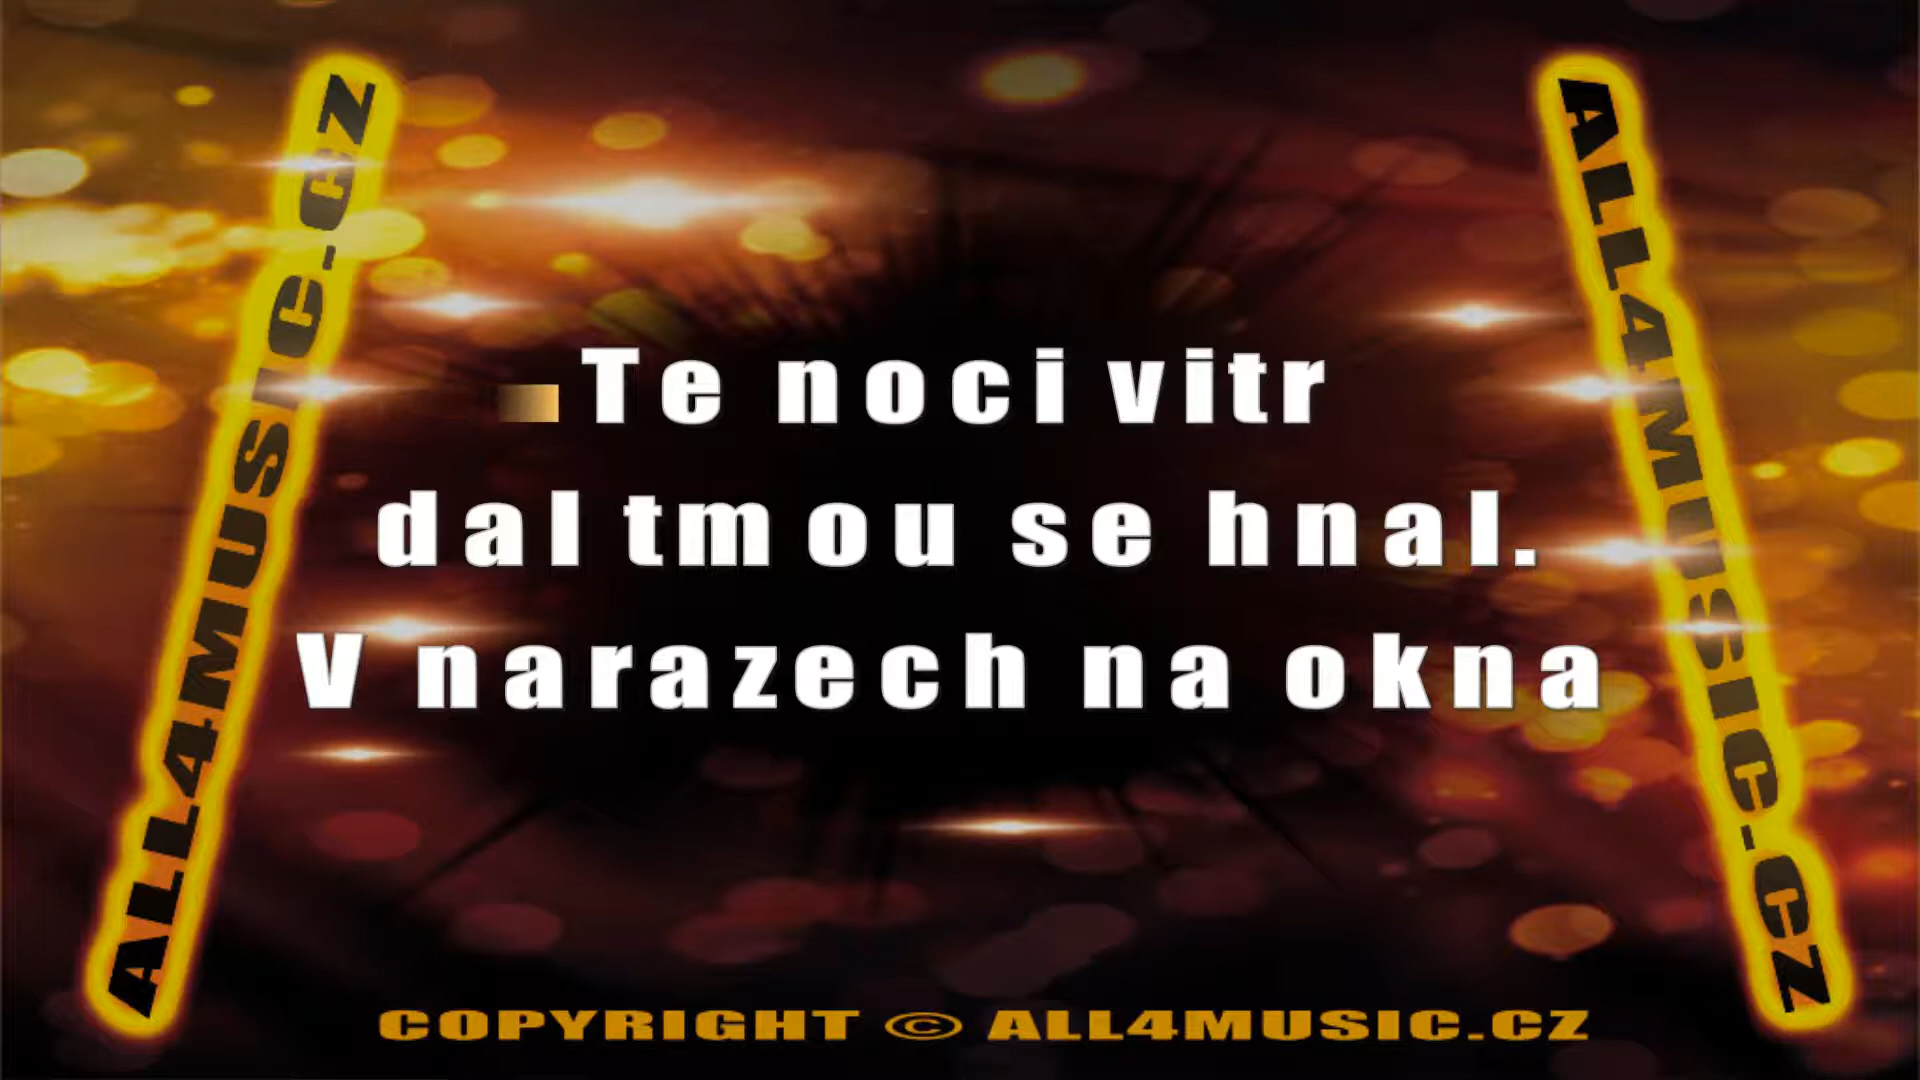 ALL4MUSIC.CZ
ALL4MUSIC.CZ
Te noci vitr
dal tmou se hnal.
V narazech na okna
COPYRIGHT © ALL4MUSIC.CZ